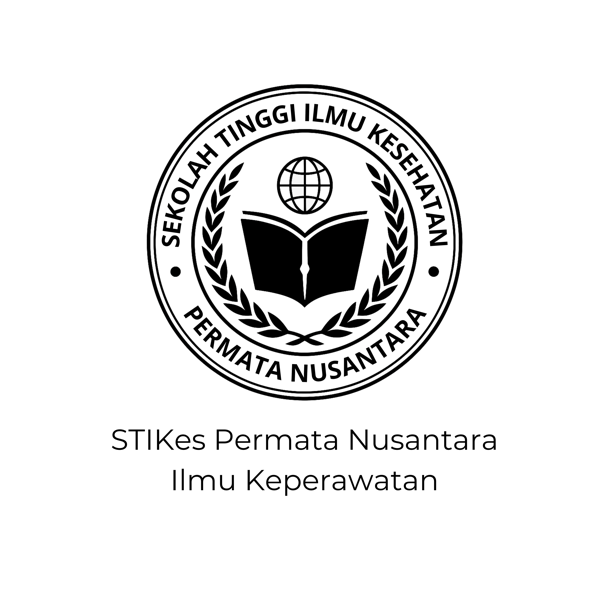 SEKOLAH TINGGI ILMU KESEHATAN
PERMATA NUSANTARA
STIKes Permata Nusantara
Ilmu Keperawatan